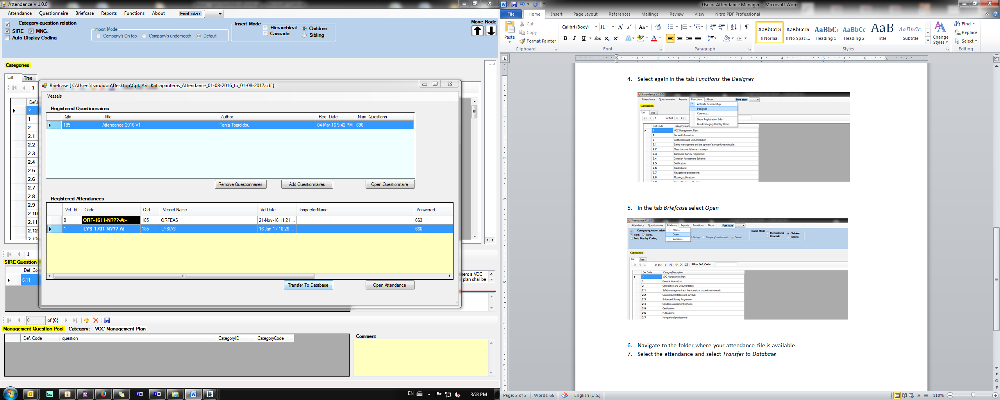 Attendance V 1.0.0
Attendance Questionnaire Briefcase Reports Functions About Font size
Category-question relation
SIRE MNG.
Auto Display Coding
Import Mode
Company's On top Company's underneath Default
Insert Mode
Hierarchical Children
Cascade Sibling
Move Node
Categories
List Tree
1
Def.C
?
1
2
2.1
2.2
2.3
2.4
2.5
2.6
2.7
2.8
2.9
2.10
2.11
2.12
2.13
Briefcase { C:\Users\tsardidou\Desktop\Cpt. Aris Katsapanteras_Attendance_01-08-2016_to_01-08-2017.sdf }
Vessels
Registered Questionnaires
QId Title Author Reg. Date Num .Questions
185 Attendance 2016 V1 Tania Tsardidou 04-Mar-16 9:42 PM 696
Remove Questionnaires Add Questionnaires Open Questionnaire
Registered Attendances
Vet. Id Code QId Vessel Name VetDate InspectorName Answered
0 ORF-1611-N???-At- 185 ORFEAS 21-Nov-16 11:21 ... 663
1 LYS-1701-N???-At- 185 LYSIAS 16-Jan-17 10:26 ... 660
Transfer To Database Open Attendance
1
SIRE Question
Def. Co
6.11
nent a VOC
plan shall be
0 of {0}
Management Question Pool Category: VOC Management Plan
Def. Code question CategoryID CategoryCode
Comment
EN 3:58 PM
Use of Attendance Manager - Microsoft Word
File Home Insert Page Layout References Mailings Review View Nitro PDF Professional
Paste
Cut
Copy
Format Painter
Clipboard
Calibri (Body) 11
Font
Paragraph
AaBbCcDc AaBbCcDc AaBbC AaBbCc AaB AaBbCc.
¶ Normal ¶ No Spaci... Heading 1 Heading 2 Title Subtitle
Change Styles
Styles
Find
Replace
Select
Editing
4. Select again in the tab Functions the Designer
Attendance V 1.0.0
Attendance Questionnaire Reports Functions About Font size
Activate Relationship
Designer
Connect...
Show Registration Info
Build Category Display Order
Categories
List Tree
1 of 143
Def.Code CategoryDesc
? VOC Management Plan
1 General Information
2 Certification and Documentation
2.1 Safety management and the operator's procedures manuals:
2.2 Class documentation and surveys:
2.3 Enhanced Survey Programme:
2.4 Condition Assessment Scheme:
2.5 Certification:
2.6 Publications:
2.7 Navigational publications:
2.8 Mooring publications:
5. In the tab Briefcase select Open
Attendance V 1.0.0
Attendance Questionnaire Briefcase Reports Functions About Font size
New ...
Open ...
Version...
Category-question relati
SIRE MNG.
Auto Display Coding
's On top Company's underneath Default
Insert Mode
Hierarchical Children
Cascade Sibling
Categories
List Tree
1 of 143 Filter Def. Code
Def.Code CategoryDescription
? VOC Management Plan
1 General Information
2 Certification and Documentation
2.1 Safety management and the operator's procedures manuals:
2.2 Class documentation and surveys:
2.3 Enhanced Survey Programme:
2.4 Condition Assessment Scheme:
2.5 Certification:
2.6 Publications:
2.7 Navigational publications:
6. Navigate to the folder where your attendance file is available
7. Select the attendance and select Transfer to Database
Page: 2 of 2 Words: 66 English (U.S.) 110%